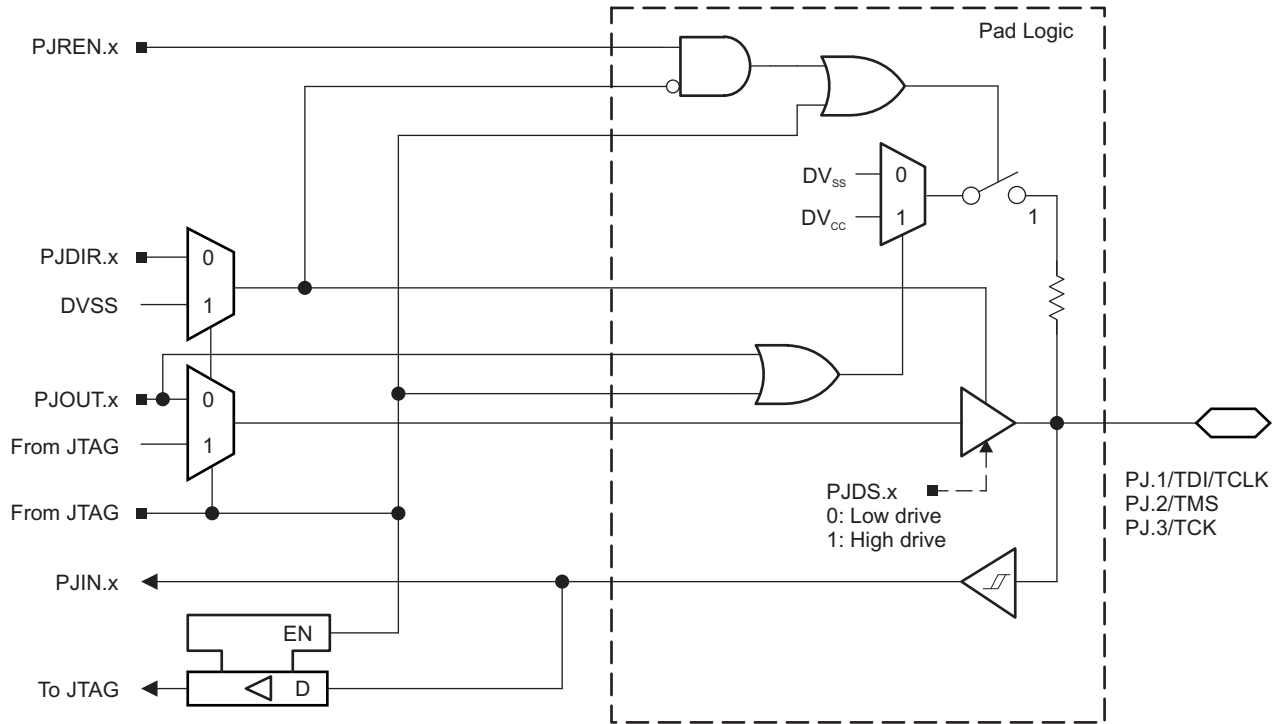 Pad Logic
PJREN.x
DVSS
0
DVCC
1
1
PJDIR.x
0
DVSS
1
PJOUT.x
0
From JTAG
1
From JTAG
PJDS.x
0: Low drive
1: High drive
PJ.1/TDI/TCLK
PJ.2/TMS
PJ.3/TCK
PJIN.x
EN
To JTAG
D